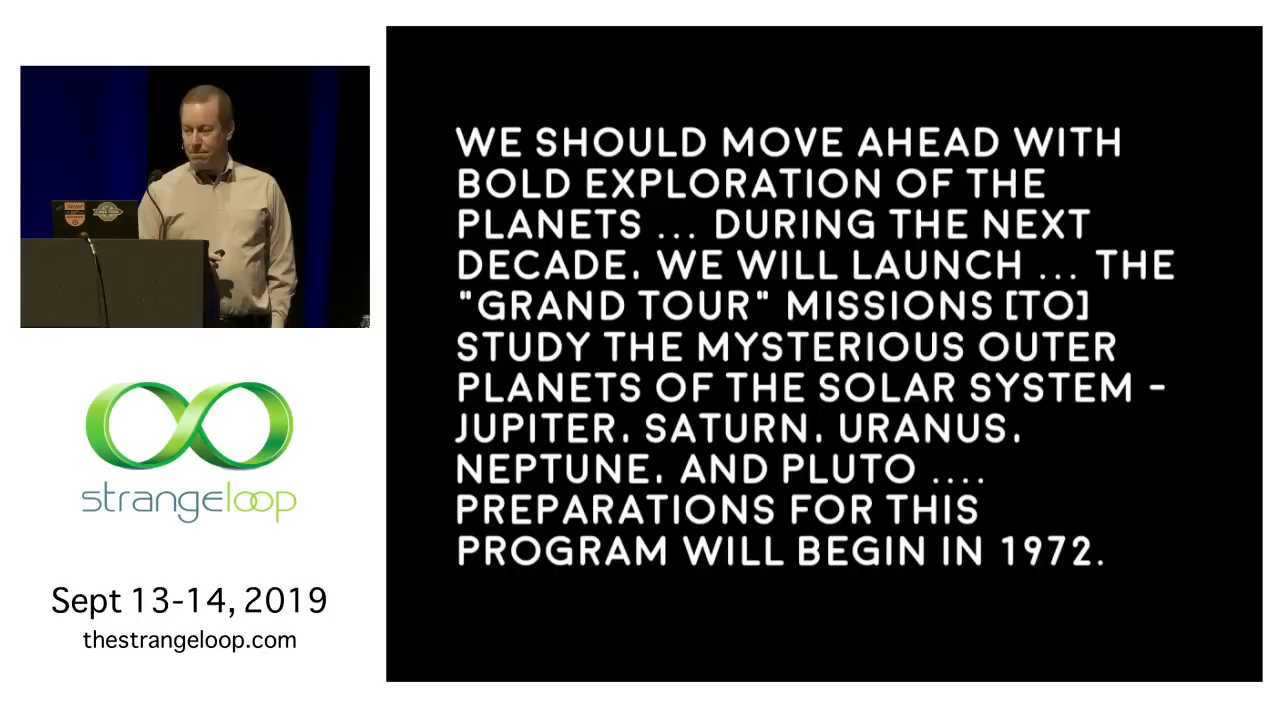 WE SHOULD MOVE AHEAD WITH
BOLD EXPLORATION OF THE
PLANETS ... DURING THE NEXT
DECADE, WE WILL LAUNCH ... THE
"GRAND TOUR" MISSIONS [TO]
STUDY THE MYSTERIOUS OUTER
PLANETS OF THE SOLAR SYSTEM -
JUPITER, SATURN, URANUS,
NEPTUNE, AND PLUTO ....
PREPARATIONS FOR THIS
PROGRAM WILL BEGIN IN 1972.
strangeloop
Sept 13-14, 2019
thestrangeloop.com